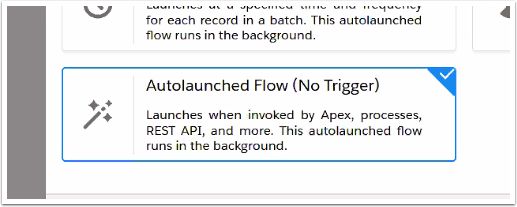 Launches at a specified time and frequency
for each record in a batch. This autolaunched
flow runs in the background.
Autolaunched Flow (No Trigger)
Launches when invoked by Apex, processes,
REST API, and more. This autolaunched flow
runs in the background.